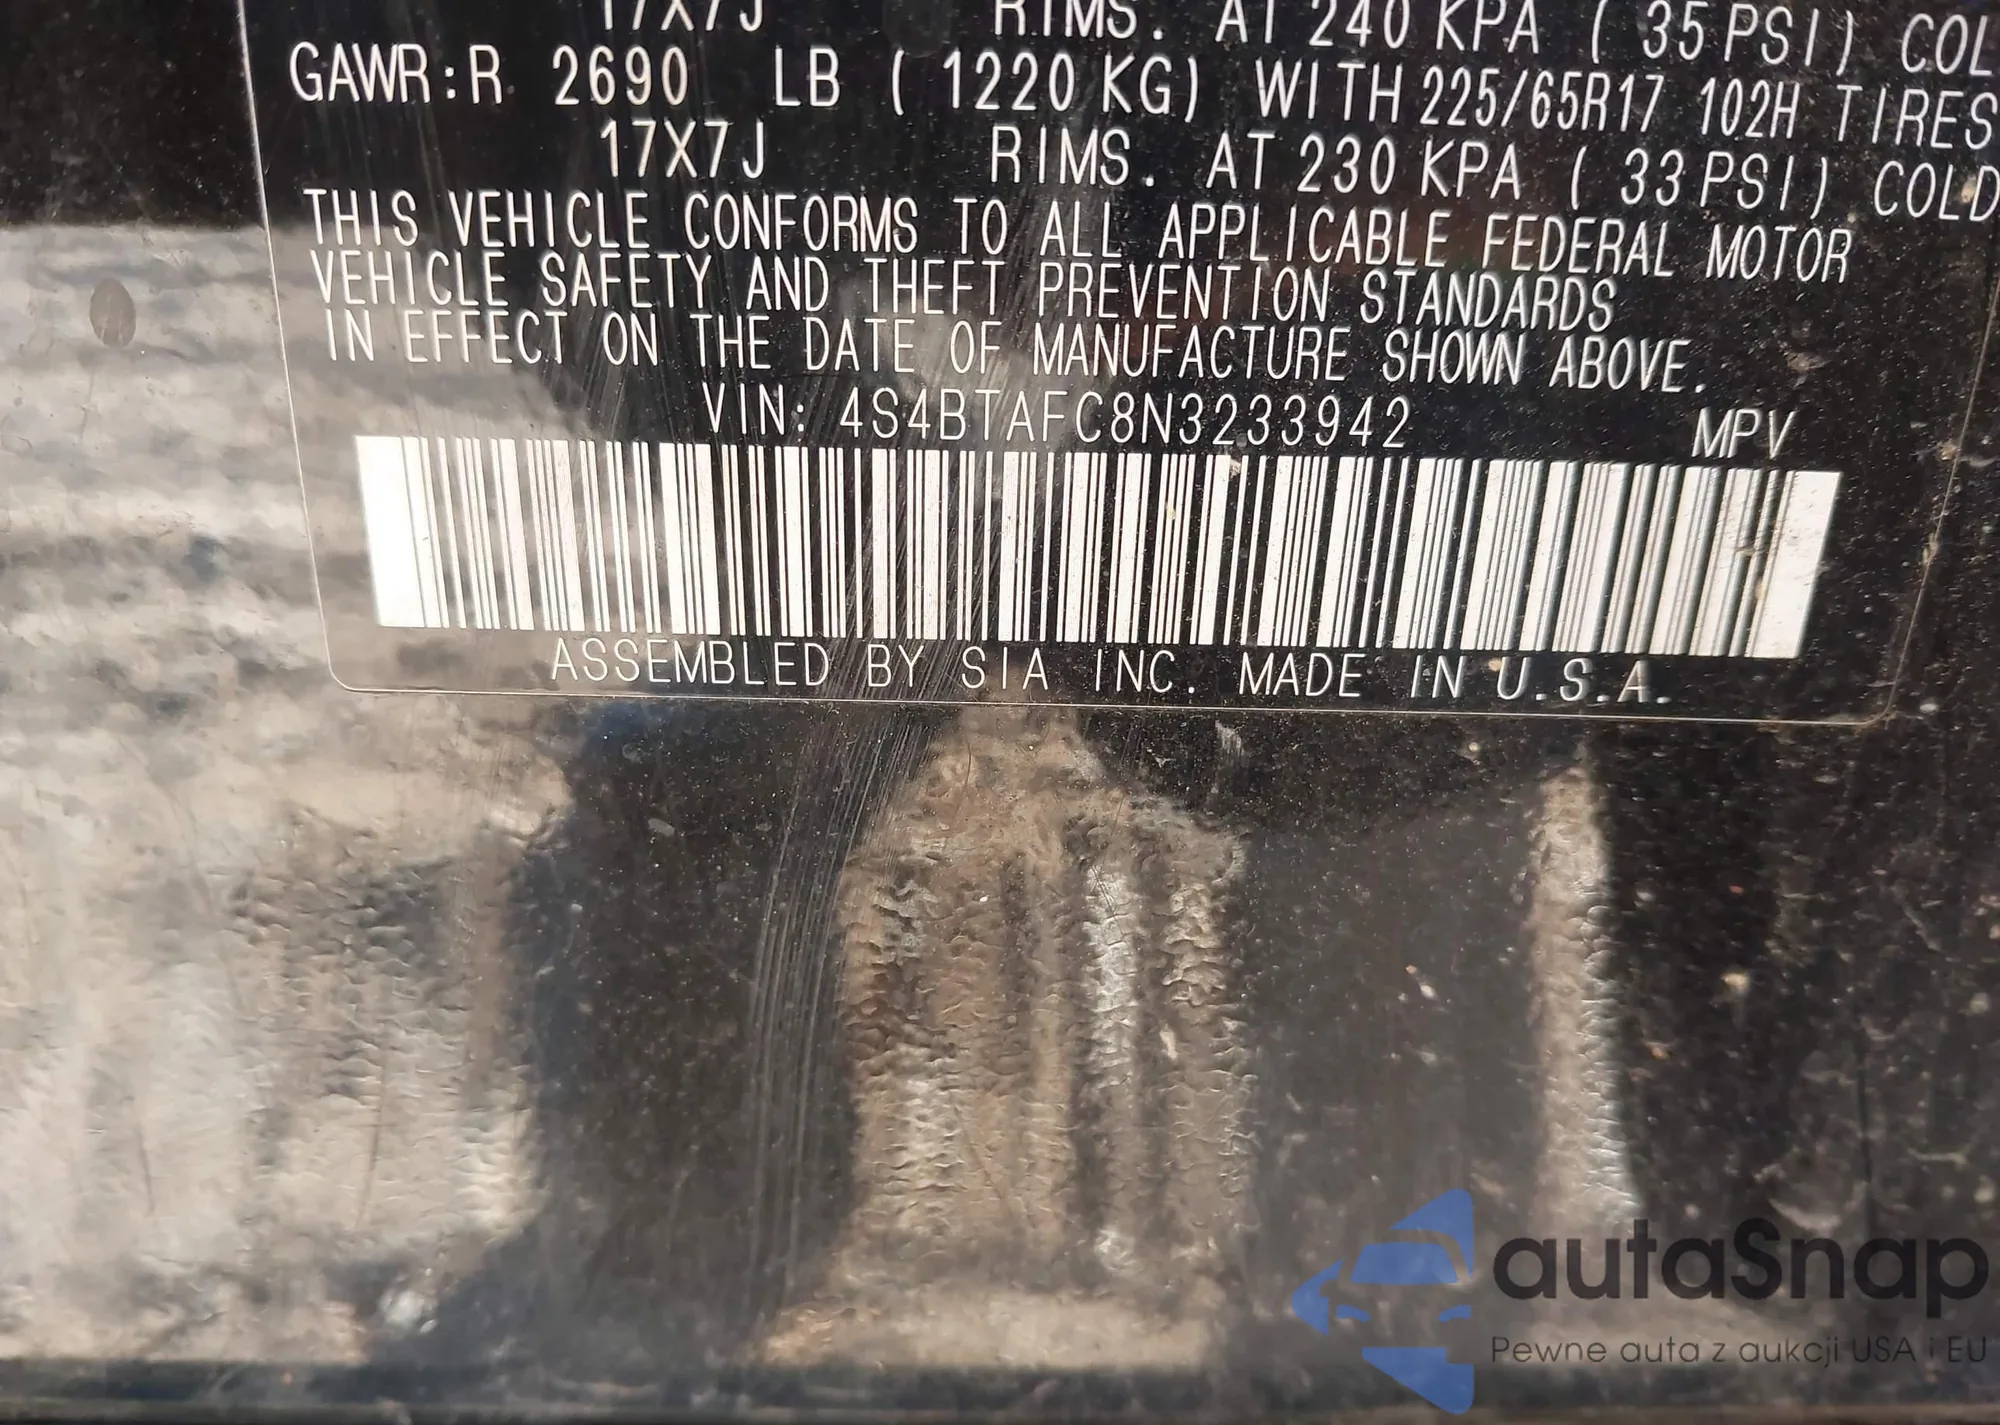 17X7J RIMS. AT 240 KPA ( 35 PSI) COL
GAWR:R 2690 LB ( 1220 KG) WITH 225/65R17 102H TIRES
17X7J RIMS. AT 230 KPA ( 33 PSI) COLD
THIS VEHICLE CONFORMS TO ALL APPLICABLE FEDERAL MOTOR
VEHICLE SAFETY AND THEFT PREVENTION STANDARDS
IN EFFECT ON THE DATE OF MANUFACTURE SHOWN ABOVE.
VIN: 4S4BTAFC8N3233942 MPV
ASSEMBLED BY SIA INC. MADE IN U.S.A.
autaSnap
Pewne auta z aukcji USA i EU